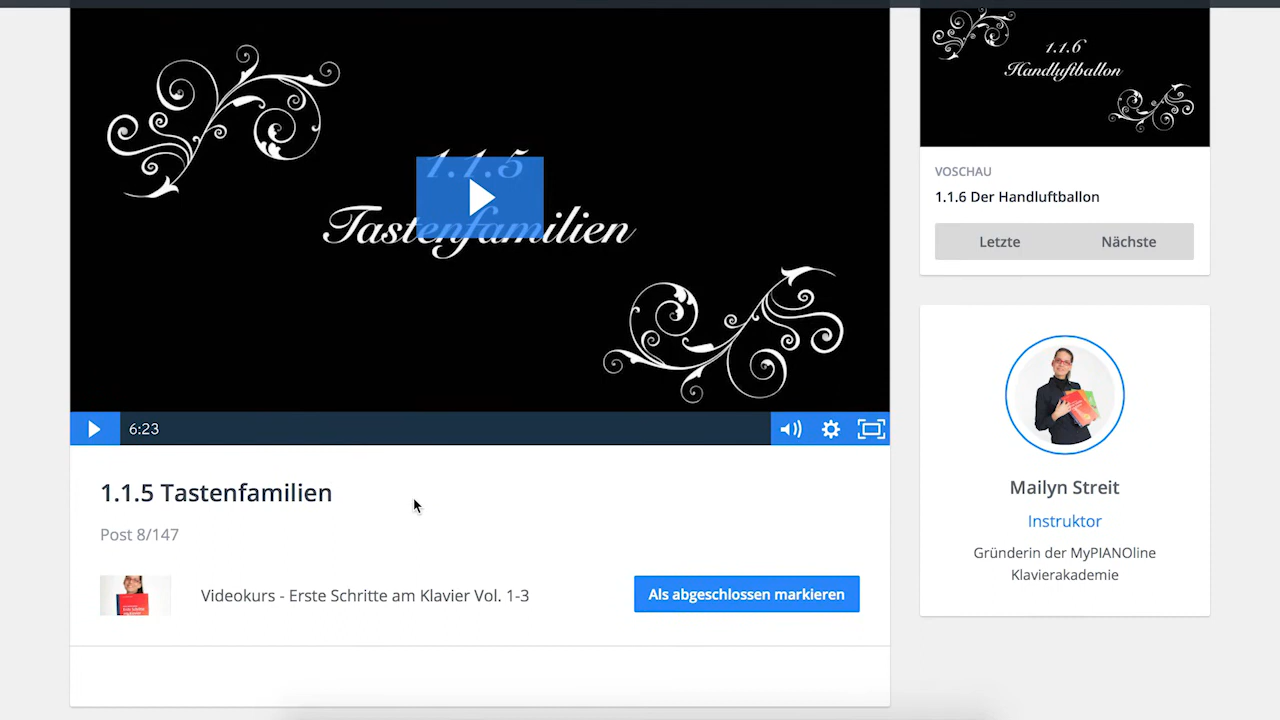 1.1.5
Tastenfamilien
6:23
1.1.5 Tastenfamilien
Post 8/147
Videokurs - Erste Schritte am Klavier Vol. 1-3
Als abgeschlossen markieren
1.1.6
Handluftballon
VOSCHAU
1.1.6 Der Handluftballon
Letzte
Nächste
Mailyn Streit
Instruktor
Gründerin der MyPIANOline
Klavierakademie